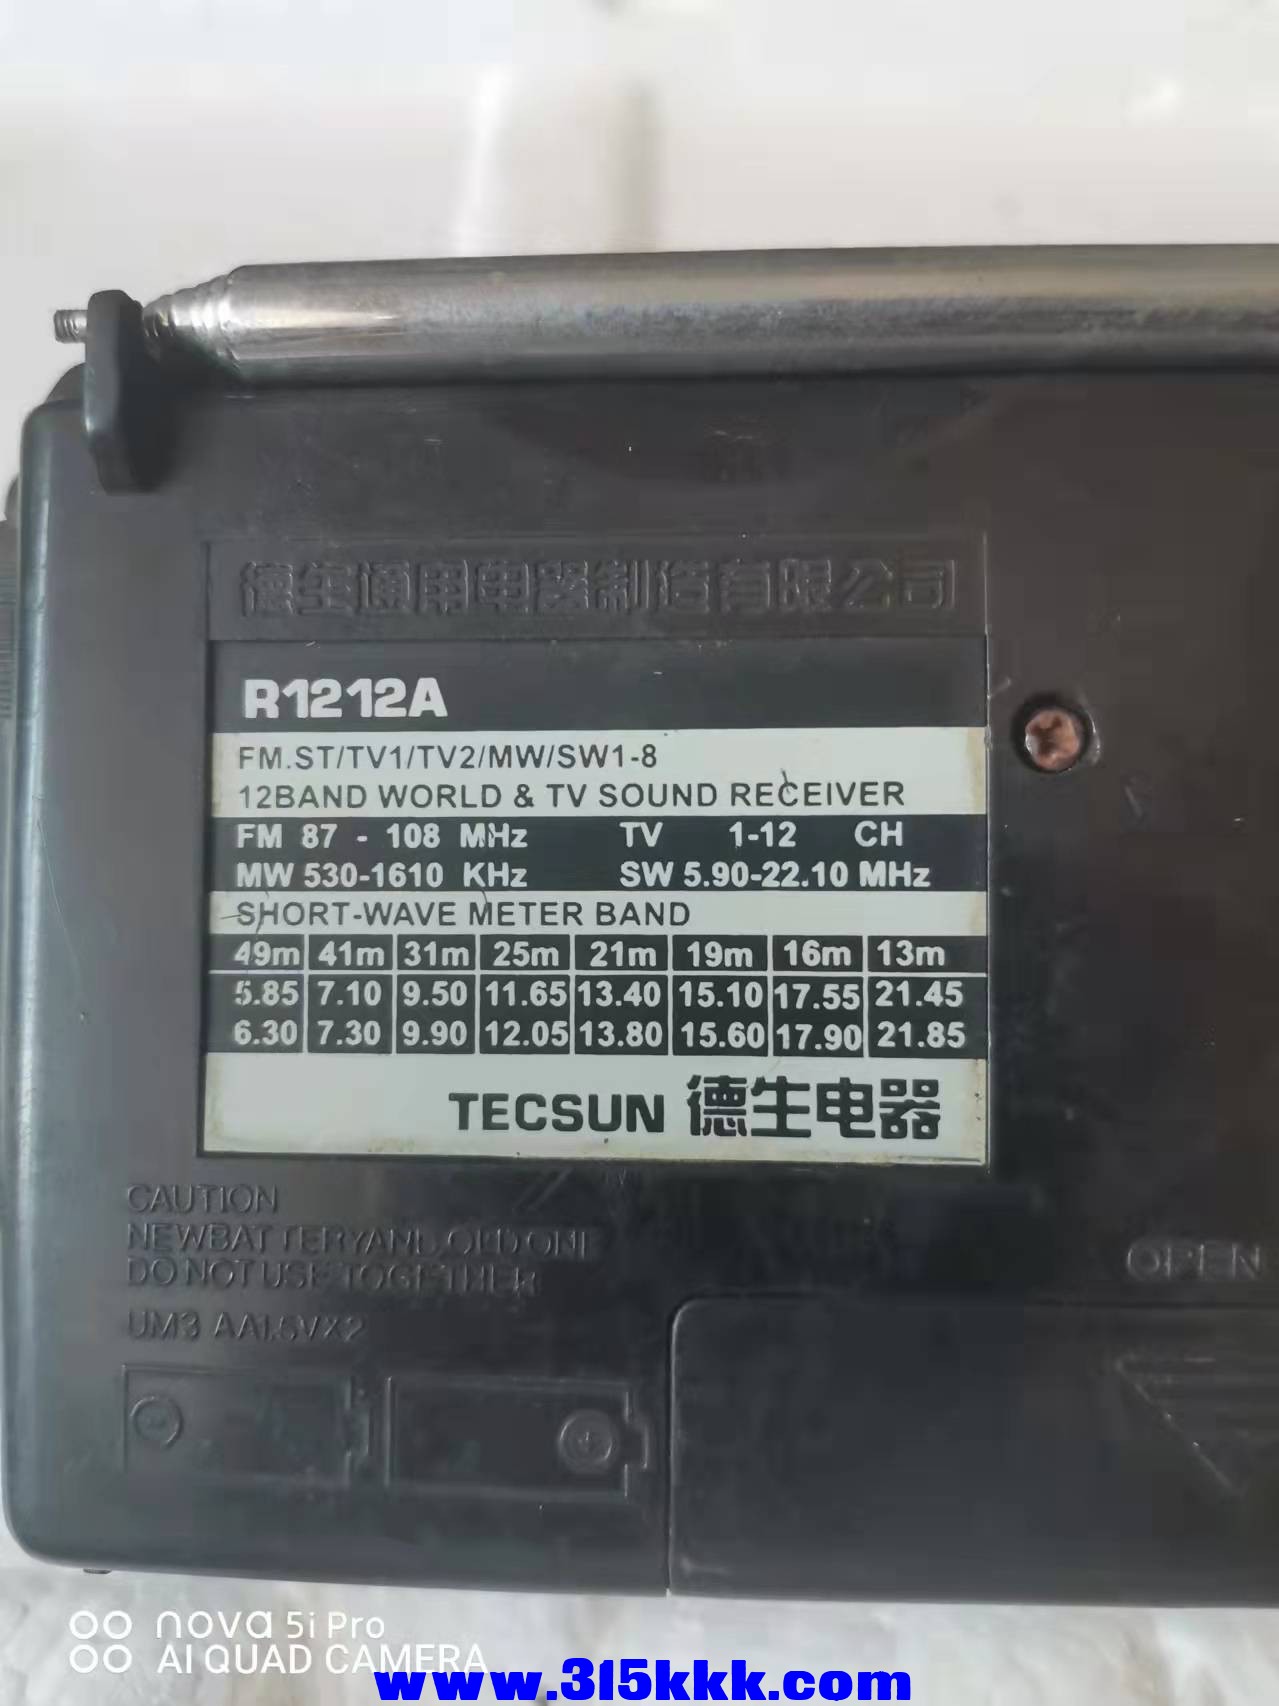 德生通用电器制造有限公司
R1212A
FM.ST/TV1/TV2/MW/SW1-8
12BAND WORLD & TV SOUND RECEIVER
FM 87 - 108 MHz TV 1-12 CH
MW 530-1610 KHz SW 5.90-22.10 MHz
SHORT-WAVE METER BAND
49m 41m 31m 25m 21m 19m 16m 13m
5.85 7.10 9.50 11.65 13.40 15.10 17.55 21.45
6.30 7.30 9.90 12.05 13.80 15.60 17.90 21.85
TECSUN 德生电器
CAUTION
NEWBATTERYAND OLD ONE
DO NOT USE TOGETHER
UM3 AA1.5VX2
OPEN
nova 5i Pro
AI QUAD CAMERA
www.315kkk.com